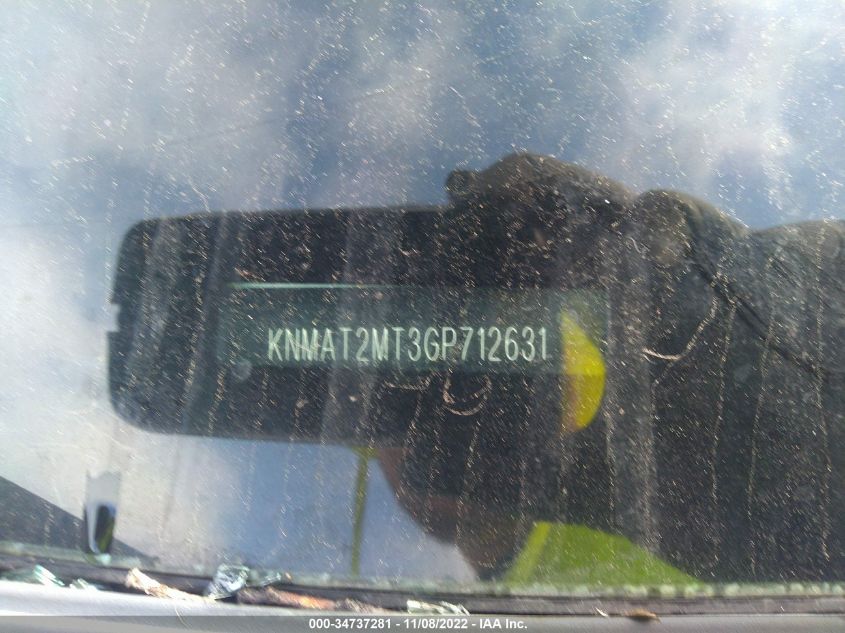 KNMAT2MT3GP712631
000-34737281 - 11/08/2022 - IAA Inc.